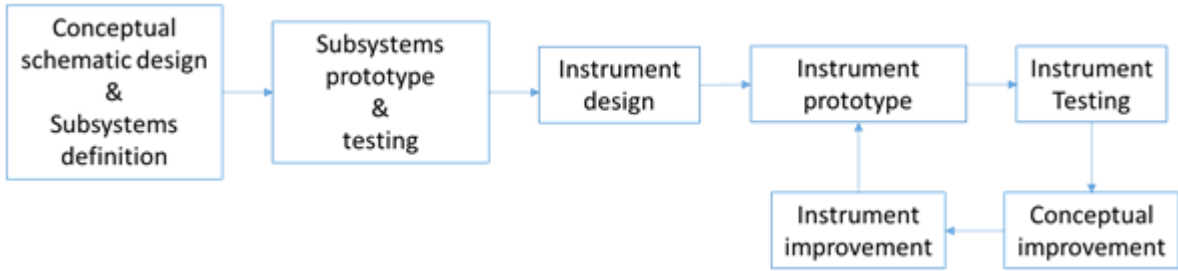 Conceptual
schematic design
&
Subsystems
definition
Subsystems
prototype
&
testing
Instrument
design
Instrument
prototype
Instrument
Testing
Instrument
improvement
Conceptual
improvement